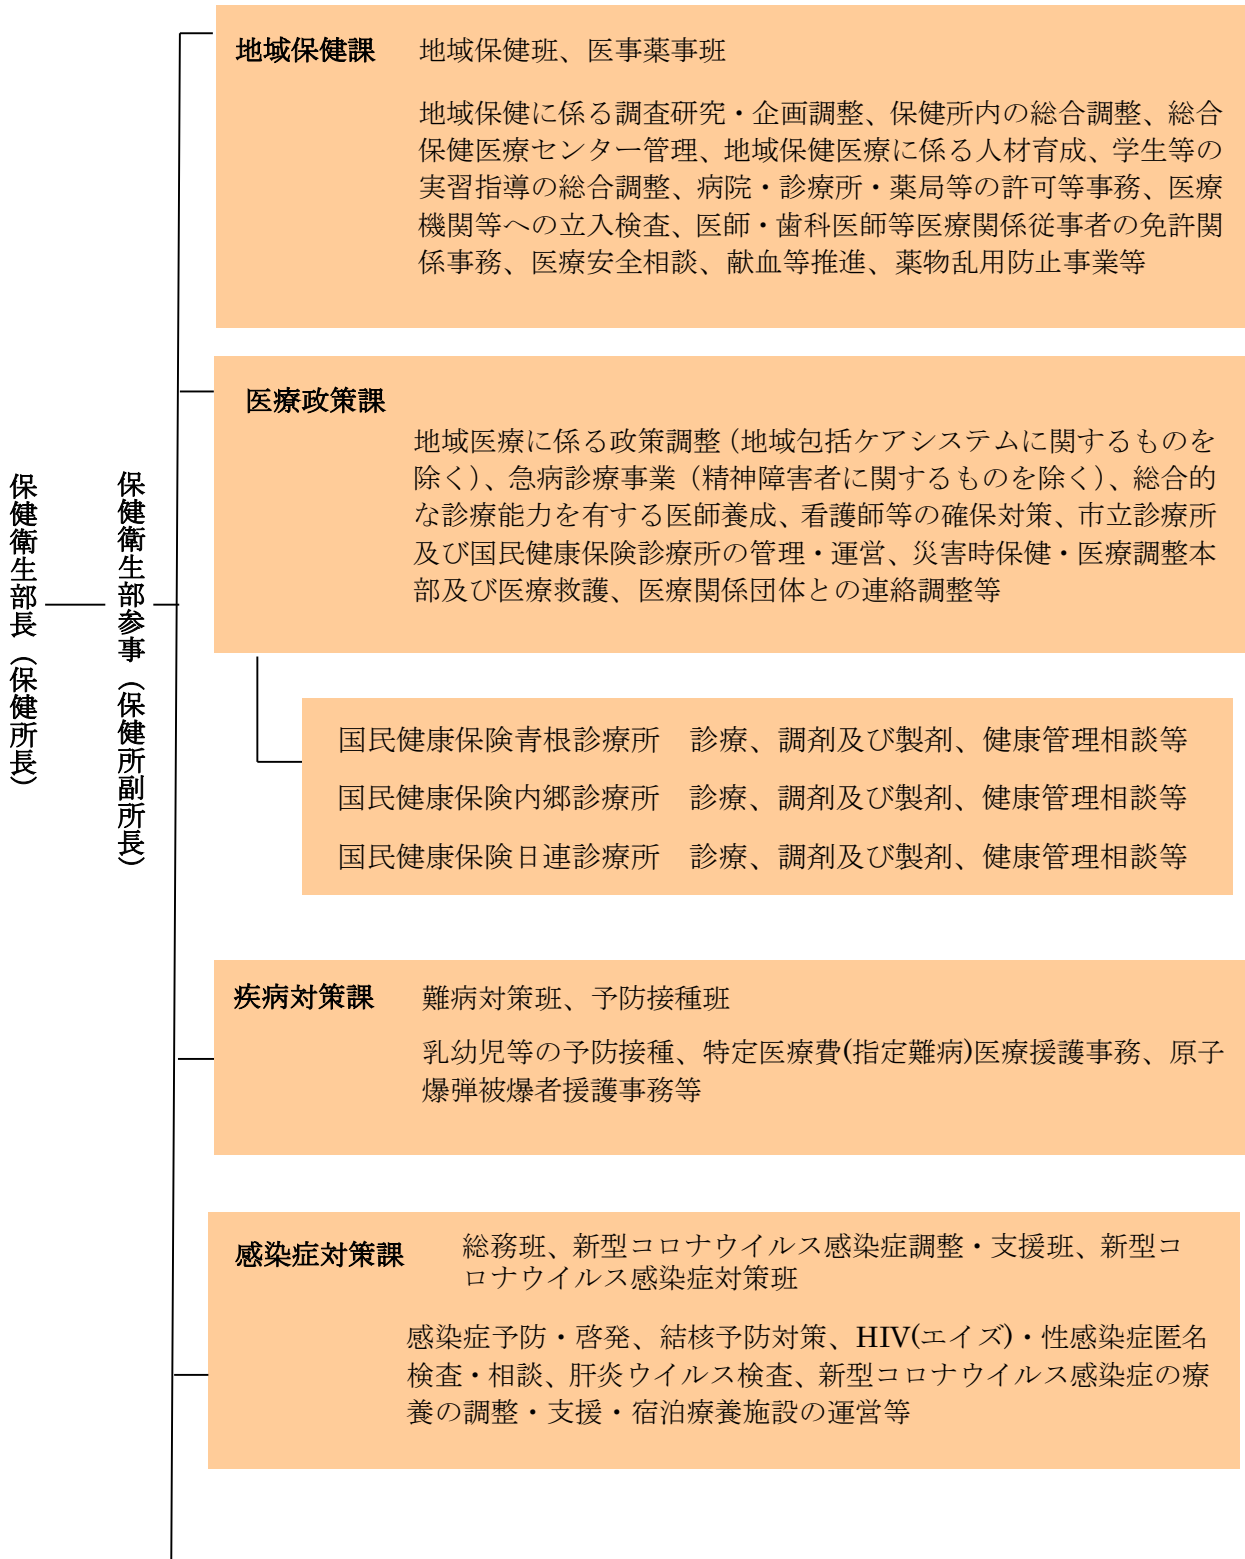 保健衛生部長（保健所長）
保健衛生部参事（保健所副所長）
地域保健課　地域保健班、医事薬事班
地域保健に係る調査研究・企画調整、保健所内の総合調整、総合
保健医療センター管理、地域保健医療に係る人材育成、学生等の
実習指導の総合調整、病院・診療所・薬局等の許可等事務、医療
機関等への立入検査、医師・歯科医師等医療関係従事者の免許関
係事務、医療安全相談、献血等推進、薬物乱用防止事業等
医療政策課
地域医療に係る政策調整（地域包括ケアシステムに関するものを
除く）、急病診療事業（精神障害者に関するものを除く）、総合的
な診療能力を有する医師養成、看護師等の確保対策、市立診療所
及び国民健康保険診療所の管理・運営、災害時保健・医療調整本
部及び医療救護、医療関係団体との連絡調整等
国民健康保険青根診療所　診療、調剤及び製剤、健康管理相談等
国民健康保険内郷診療所　診療、調剤及び製剤、健康管理相談等
国民健康保険日連診療所　診療、調剤及び製剤、健康管理相談等
疾病対策課　難病対策班、予防接種班
乳幼児等の予防接種、特定医療費(指定難病)医療援護事務、原子
爆弾被爆者援護事務等
感染症対策課　総務班、新型コロナウイルス感染症調整・支援班、新型コ
ロナウイルス感染症対策班
感染症予防・啓発、結核予防対策、HIV(エイズ)・性感染症匿名
検査・相談、肝炎ウイルス検査、新型コロナウイルス感染症の療
養の調整・支援・宿泊療養施設の運営等